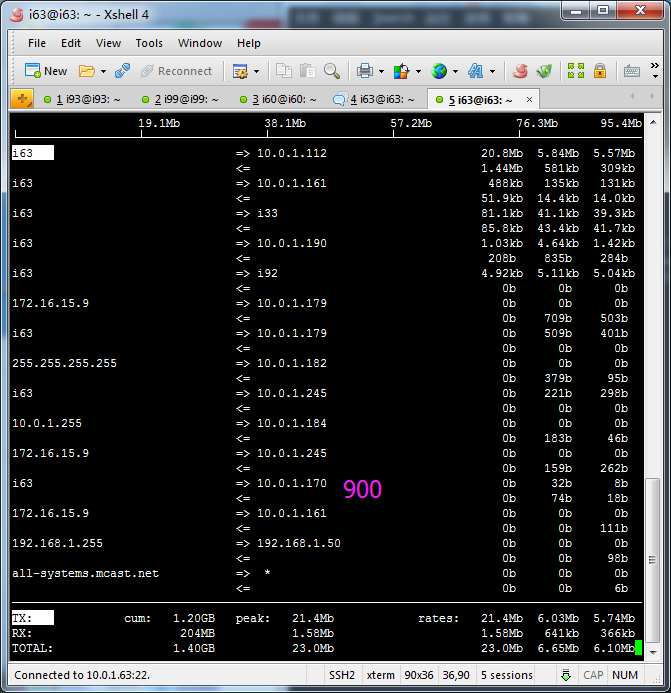 i63@i63: ~ - Xshell 4
File Edit View Tools Window Help
New Reconnect
1 i93@i93: ~ 2 i99@i99: ~ 3 i60@i60: ~ 4 i63@i63: ~ 5 i63@i63: ~
19.1Mb 38.1Mb 57.2Mb 76.3Mb 95.4Mb
i63 => 10.0.1.112 20.8Mb 5.84Mb 5.57Mb
<= 1.44Mb 581kb 309kb
i63 => 10.0.1.161 488kb 135kb 131kb
<= 51.9kb 14.4kb 14.0kb
i63 => i33 81.1kb 41.1kb 39.3kb
<= 85.8kb 43.4kb 41.7kb
i63 => 10.0.1.190 1.03kb 4.64kb 1.42kb
<= 208b 835b 284b
i63 => i92 4.92kb 5.11kb 5.04kb
<= 0b 0b 0b
172.16.15.9 => 10.0.1.179 0b 0b 0b
<= 0b 709b 503b
i63 => 10.0.1.179 0b 509b 401b
<= 0b 0b 0b
255.255.255.255 => 10.0.1.182 0b 0b 0b
<= 0b 379b 95b
i63 => 10.0.1.245 0b 221b 298b
<= 0b 0b 0b
10.0.1.255 => 10.0.1.184 0b 0b 0b
<= 0b 183b 46b
172.16.15.9 => 10.0.1.245 0b 0b 0b
<= 0b 159b 262b
i63 => 10.0.1.170 0b 32b 8b
900
<= 0b 74b 18b
172.16.15.9 => 10.0.1.161 0b 0b 0b
<= 0b 0b 111b
192.168.1.255 => 192.168.1.50 0b 0b 0b
<= 0b 0b 98b
all-systems.mcast.net => * 0b 0b 0b
<= 0b 0b 6b
TX: cum: 1.20GB peak: 21.4Mb rates: 21.4Mb 6.03Mb 5.74Mb
RX: 204MB 1.58Mb 1.58Mb 641kb 366kb
TOTAL: 1.40GB 23.0Mb 23.0Mb 6.65Mb 6.10Mb
Connected to 10.0.1.63:22. SSH2 xterm 90x36 36,90 5 sessions CAP NUM